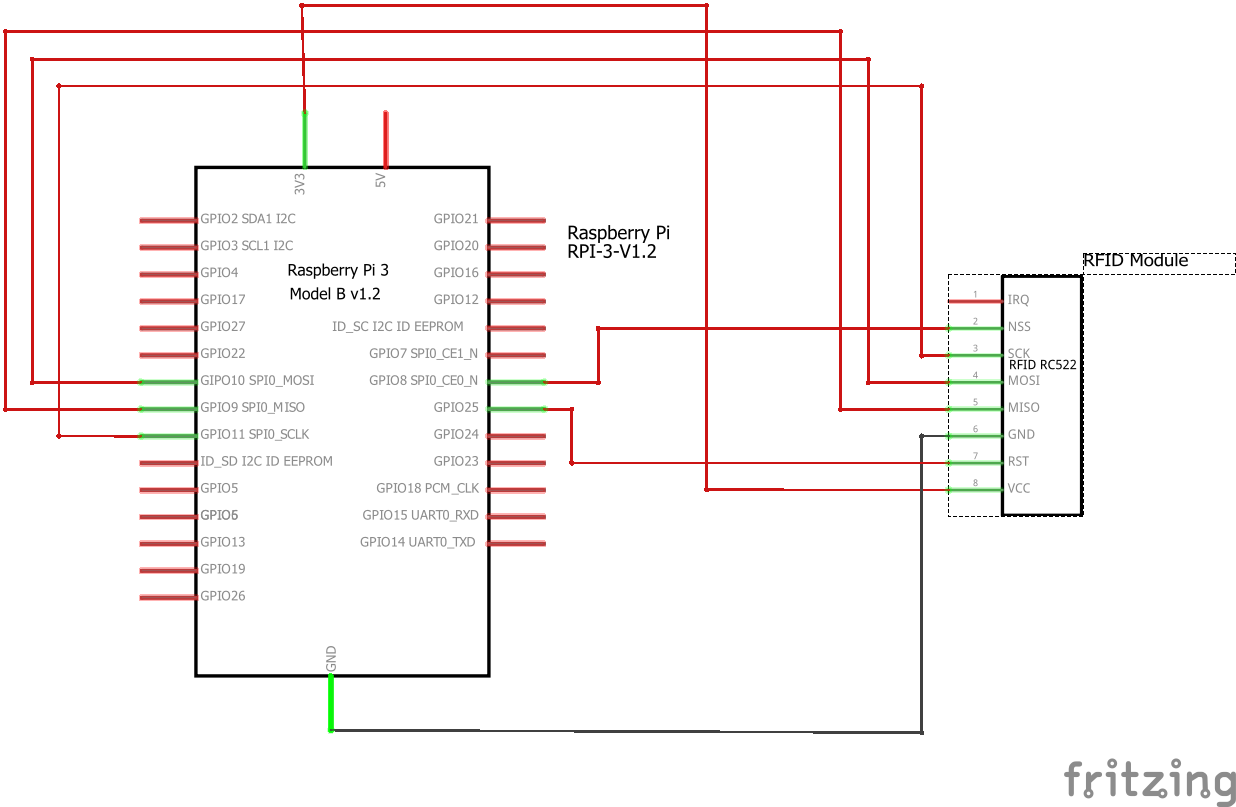 3V3
5V
GPIO2 SDA1 I2C
GPIO3 SCL1 I2C
GPIO4
GPIO17
GPIO27
GPIO22
GIPO10 SPI0_MOSI
GPIO9 SPI0_MISO
GPIO11 SPI0_SCLK
ID_SD I2C ID EEPROM
GPIO5
GPIO6
GPIO13
GPIO19
GPIO26
Raspberry Pi 3
Model B v1.2
GPIO21
GPIO20
GPIO16
GPIO12
ID_SC I2C ID EEPROM
GPIO7 SPI0_CE1_N
GPIO8 SPI0_CE0_N
GPIO25
GPIO24
GPIO23
GPIO18 PCM_CLK
GPIO15 UART0_RXD
GPIO14 UART0_TXD
GND
Raspberry Pi
RPI-3-V1.2
RFID Module
1 IRQ
2 NSS
3 SCK
RFID RC522
4 MOSI
5 MISO
6 GND
7 RST
8 VCC
fritzing